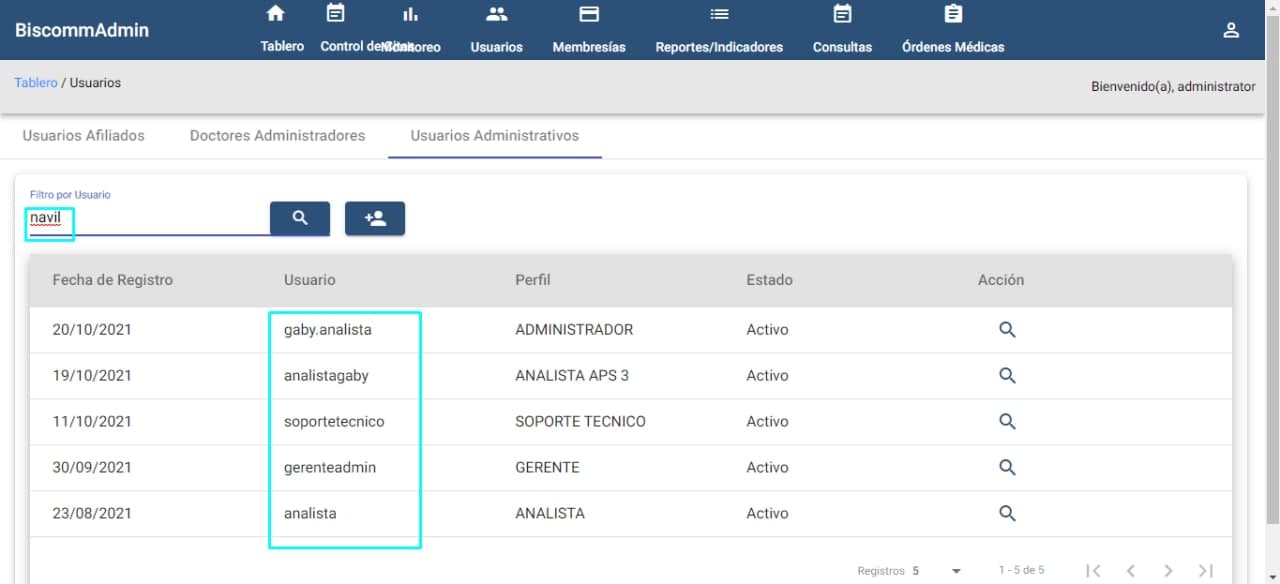 BiscommAdmin
Tablero
Control de Citas
Monitoreo
Usuarios
Membresías
Reportes/Indicadores
Consultas
Órdenes Médicas
Tablero / Usuarios
Bienvenido(a), administrator
Usuarios Afiliados
Doctores Administradores
Usuarios Administrativos
Filtro por Usuario
navil
Fecha de Registro Usuario Perfil Estado Acción
20/10/2021 gaby.analista ADMINISTRADOR Activo
19/10/2021 analistagaby ANALISTA APS 3 Activo
11/10/2021 soportetecnico SOPORTE TECNICO Activo
30/09/2021 gerenteadmin GERENTE Activo
23/08/2021 analista ANALISTA Activo
Registros 5 1 - 5 de 5